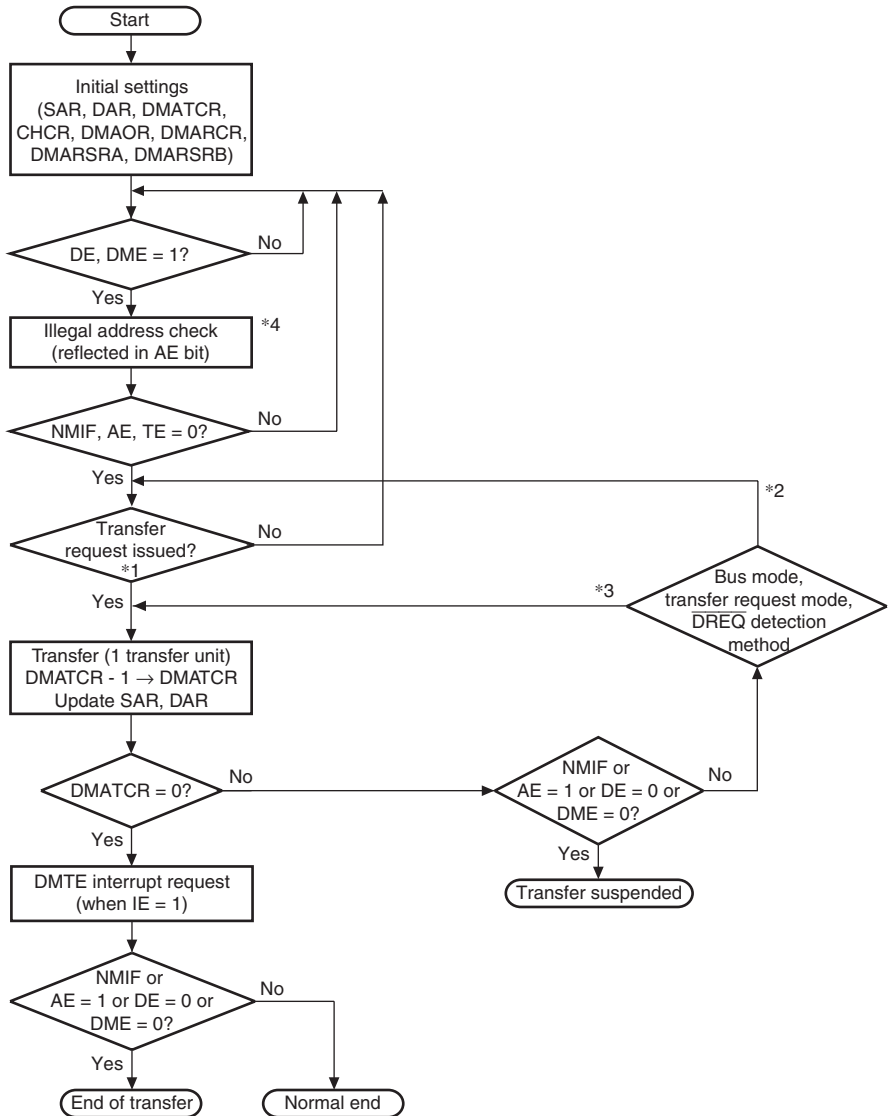 Start
Initial settings
(SAR, DAR, DMATCR,
CHCR, DMAOR, DMARCR,
DMARSRA, DMARSRB)
No
DE, DME = 1?
Yes
Illegal address check
(reflected in AE bit)
*4
No
NMIF, AE, TE = 0?
Yes
*2
Transfer
request issued?
*1
No
Yes
*3
Bus mode,
transfer request mode,
DREQ detection
method
Transfer (1 transfer unit)
DMATCR - 1 → DMATCR
Update SAR, DAR
DMATCR = 0?
No
NMIF or
AE = 1 or DE = 0 or
DME = 0?
No
Yes
Yes
DMTE interrupt request
(when IE = 1)
Transfer suspended
NMIF or
AE = 1 or DE = 0 or
DME = 0?
No
Yes
End of transfer
Normal end